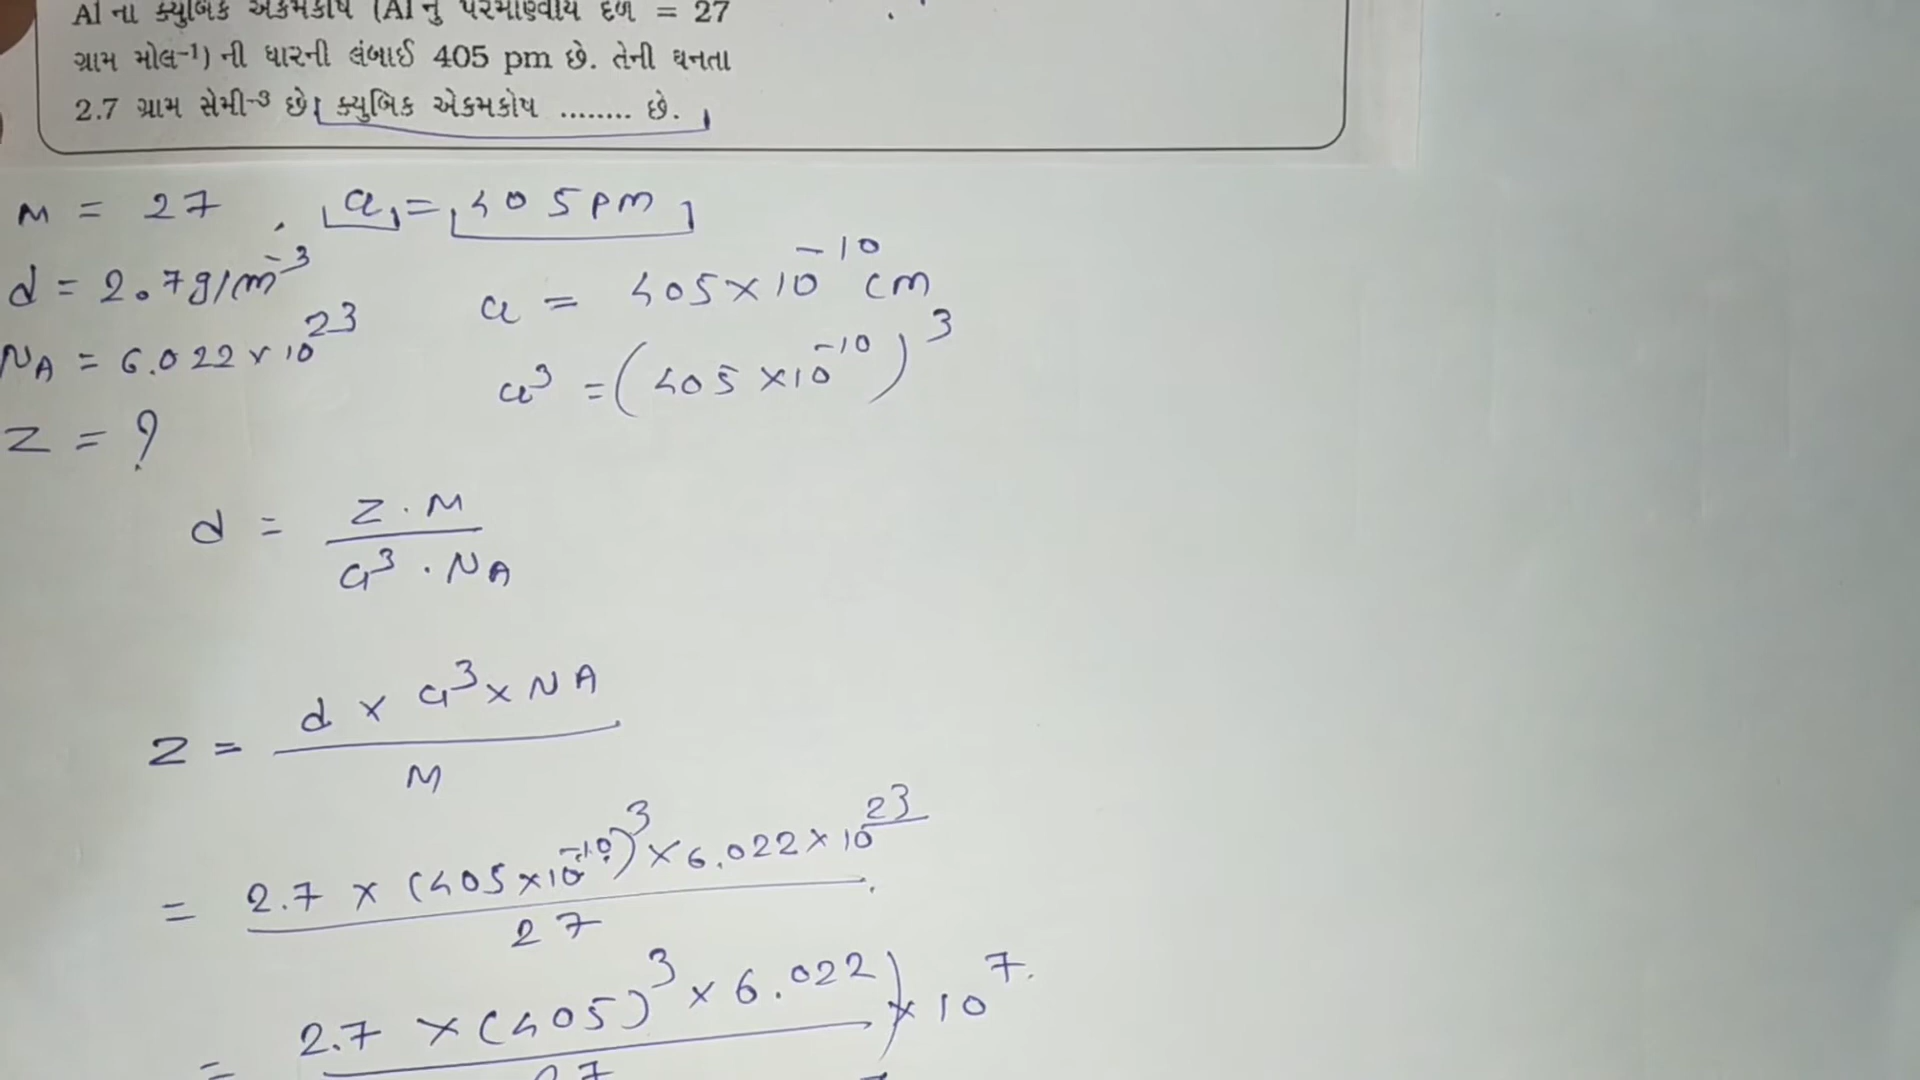 Al ના ક્યુબિક એકમકોષ (Al નું પરમાણ્વીય દળ = 27
ગ્રામ મોલ⁻¹) ની ધારની લંબાઈ 405 pm છે. તેની ઘનતા
2.7 ગ્રામ સેમી⁻³ છે. ક્યુબિક એકમકોષ ........ છે.
M = 27 . a = 405 pm
d = 2.7 g/m⁻³
a = 405 × 10⁻¹⁰ cm
NA = 6.022 × 10²³
a³ = (405 × 10⁻¹⁰)³
Z = ?
d = Z . M / a³ . NA
Z = d × a³ × NA / M
= 2.7 × (405 × 10⁻¹⁰)³ × 6.022 × 10²³ / 27
= 2.7 × (405)³ × 6.022 / 27 ) × 10⁷.